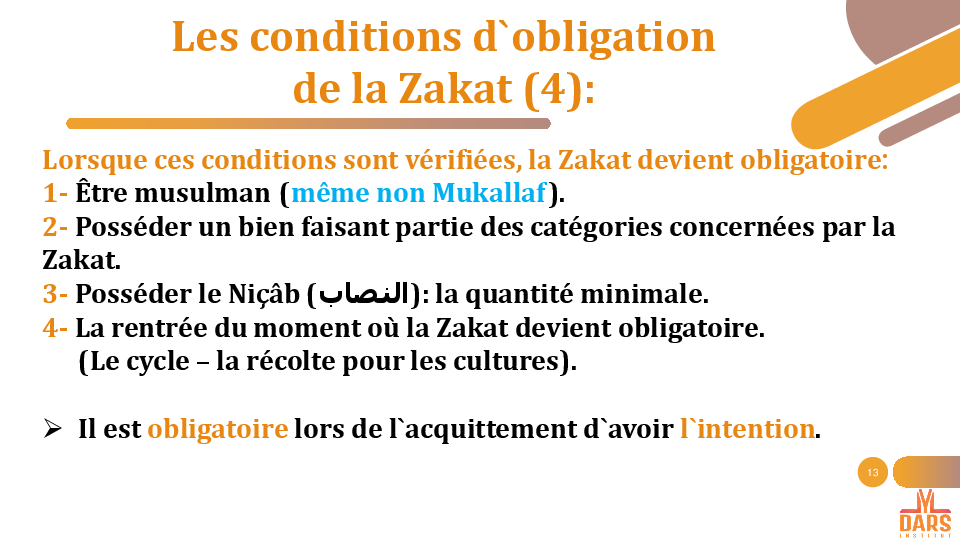 Les conditions d`obligation
de la Zakat (4):
Lorsque ces conditions sont vérifiées, la Zakat devient obligatoire:
1- Être musulman (même non Mukallaf).
2- Posséder un bien faisant partie des catégories concernées par la
Zakat.
3- Posséder le Niçâb (النصاب): la quantité minimale.
4- La rentrée du moment où la Zakat devient obligatoire.
(Le cycle – la récolte pour les cultures).
➢ Il est obligatoire lors de l`acquittement d`avoir l`intention.
13
DARS
INSTITUT